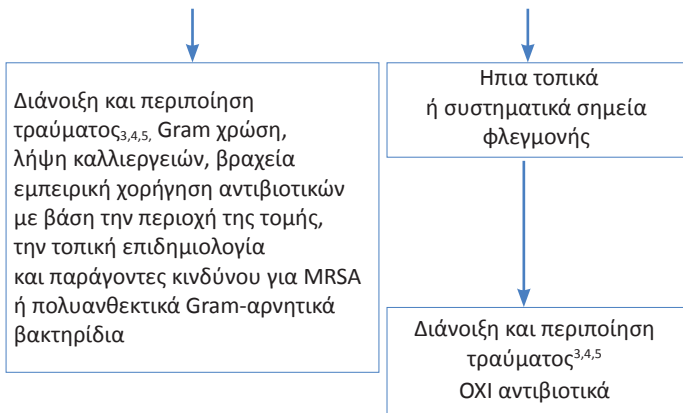 Διάνοιξη και περιποίηση
τραύματος3,4,5, Gram χρώση,
λήψη καλλιεργειών, βραχεία
εμπειρική χορήγηση αντιβιοτικών
με βάση την περιοχή της τομής,
την τοπική επιδημιολογία
και παράγοντες κινδύνου για MRSA
ή πολυανθεκτικά Gram-αρνητικά
βακτηρίδια
Ηπια τοπικά
ή συστηματικά σημεία
φλεγμονής
Διάνοιξη και περιποίηση
τραύματος3,4,5
ΟΧΙ αντιβιοτικά